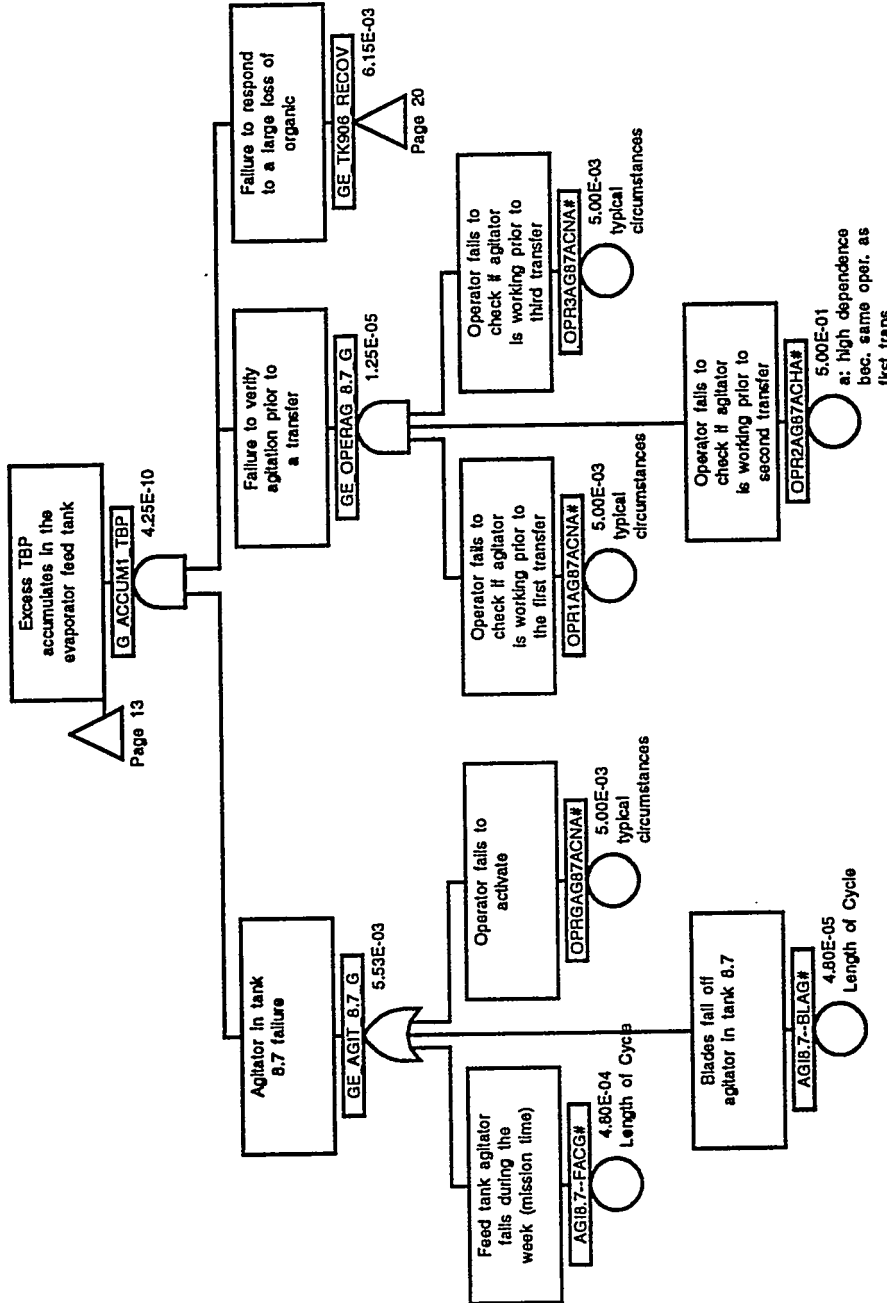 Excess TBP
accumulates in the
evaporator feed tank
G_ACCUM1_TBP
4.25E-10
Page 13
Agitator in tank
8.7 failure
GE_AGIT_8.7_G
5.53E-03
Failure to verify
agitation prior to
a transfer
GE_OPERAG_8.7_G
1.25E-05
Failure to respond
to a large loss of
organic
GE_TK906_RECOV
6.15E-03
Page 20
Feed tank agitator
fails during the
week (mission time)
AGI8.7--FACG#
4.80E-04
Length of Cycle
Operator fails to
activate
OPRGAG87ACNA#
5.00E-03
typical
circumstances
Operator fails to
check if agitator
is working prior to
the first transfer
OPR1AG87ACNA#
5.00E-03
typical
circumstances
Operator fails to
check if agitator
is working prior to
third transfer
OPR3AG87ACNA#
5.00E-03
typical
circumstances
Blades fall off
agitator in tank 8.7
AGI8.7--BLAG#
4.80E-05
Length of Cycle
Operator fails to
check if agitator
is working prior to
second transfer
OPR2AG87ACHA#
5.00E-01
a: high dependence
bec. same oper. as
first trans